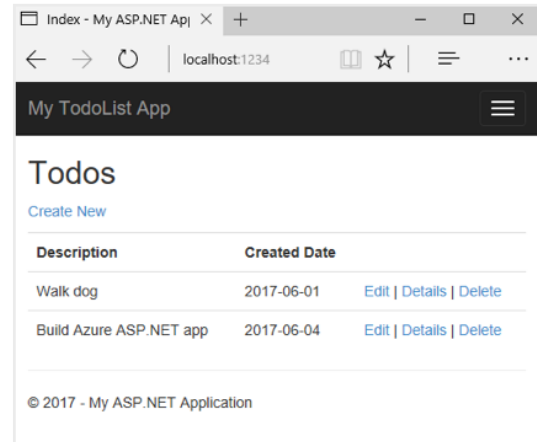 Index - My ASP.NET Ap
localhost:1234
My TodoList App
Todos
Create New
Description Created Date
Walk dog 2017-06-01 Edit | Details | Delete
Build Azure ASP.NET app 2017-06-04 Edit | Details | Delete
© 2017 - My ASP.NET Application